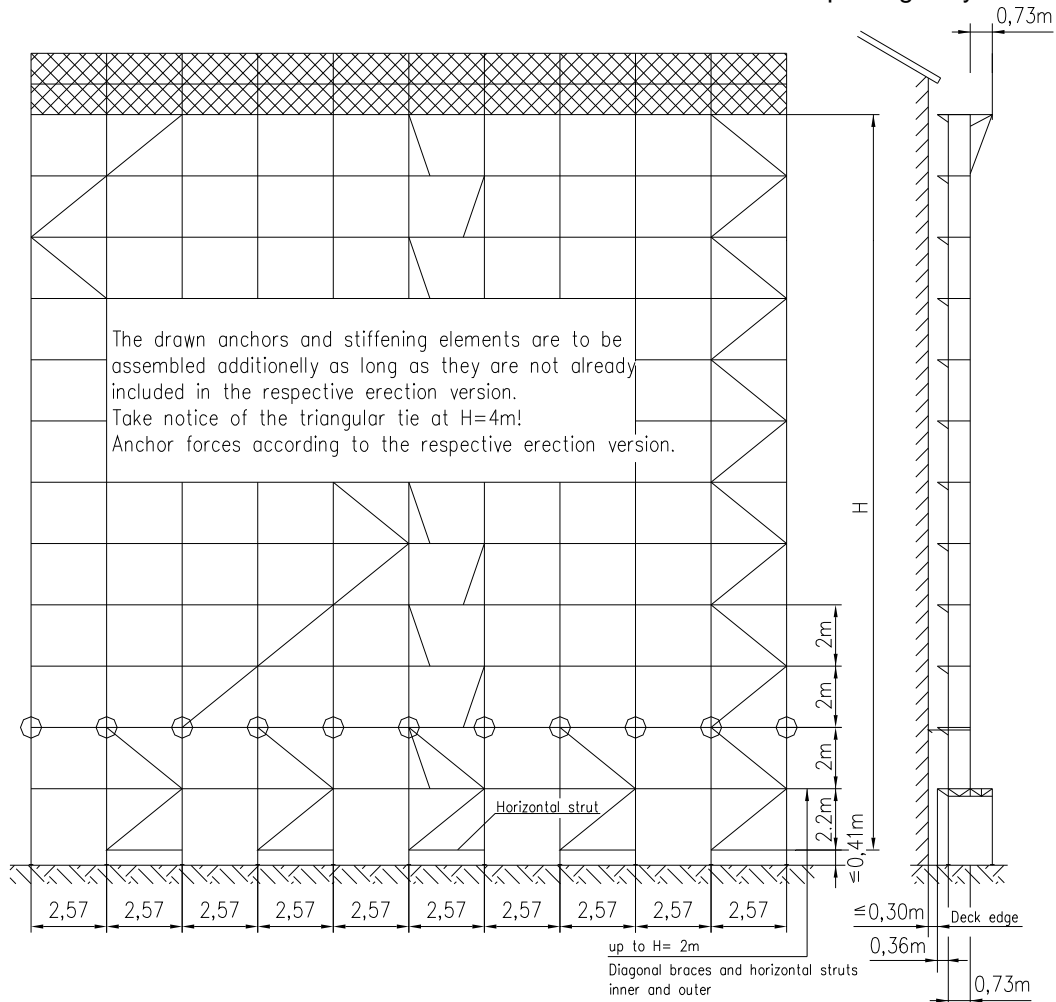 0,73m
The drawn anchors and stiffening elements are to be
assembled additionelly as long as they are not already
included in the respective erection version.
Take notice of the triangular tie at H=4m!
Anchor forces according to the respective erection version.
H
2m
2m
2m
2.2m
≤0,41m
Horizontal strut
2,57 2,57 2,57 2,57 2,57 2,57 2,57 2,57 2,57 2,57
≤0,30m
Deck edge
0,36m
0,73m
up to H= 2m
Diagonal braces and horizontal struts
inner and outer